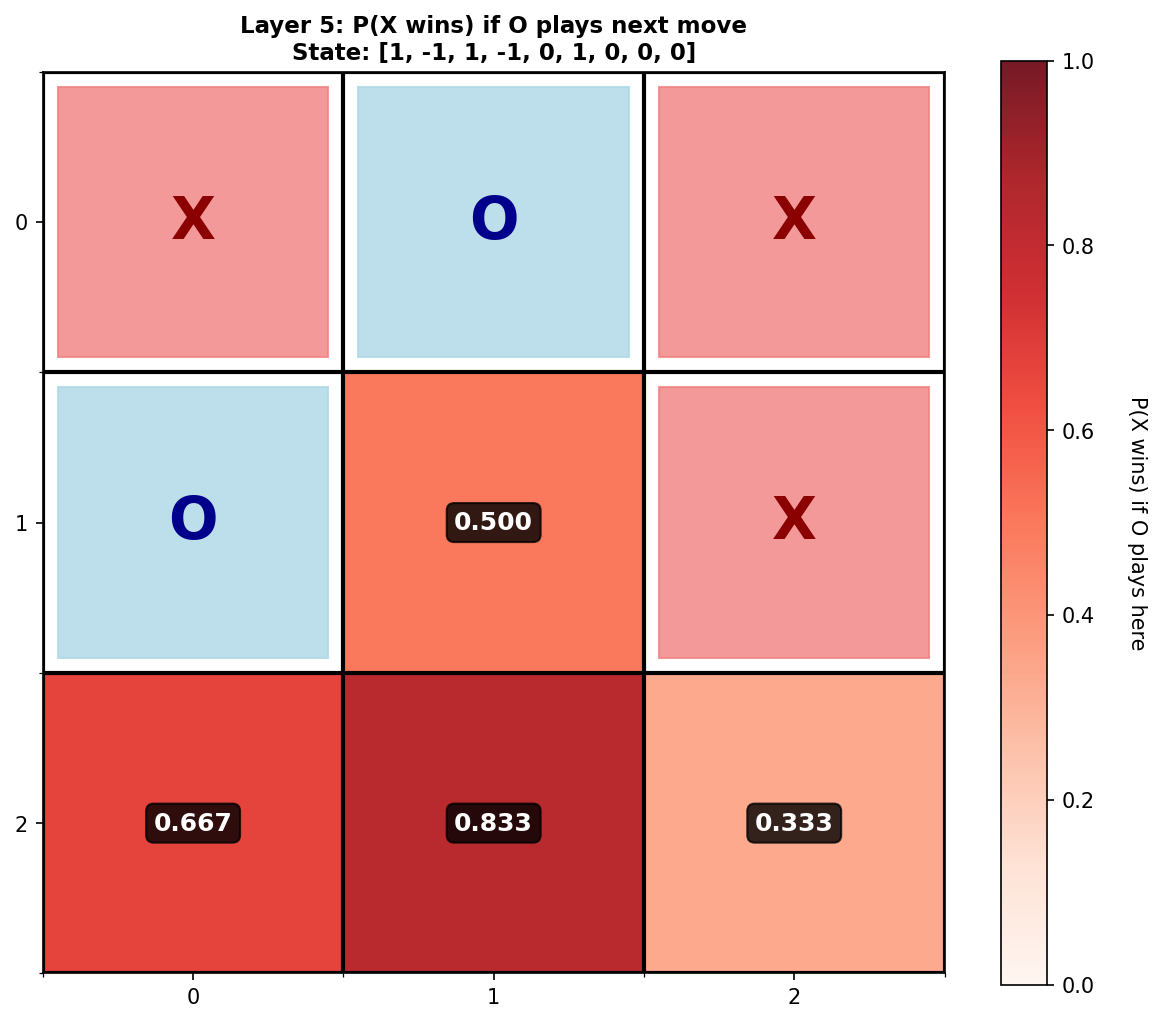 Layer 5: P(X wins) if O plays next move
State: [1, -1, 1, -1, 0, 1, 0, 0, 0]
0
X
O
X
1
O
0.500
X
2
0.667
0.833
0.333
0
1
2
1.0
0.8
0.6
0.4
0.2
0.0
P(X wins) if O plays here